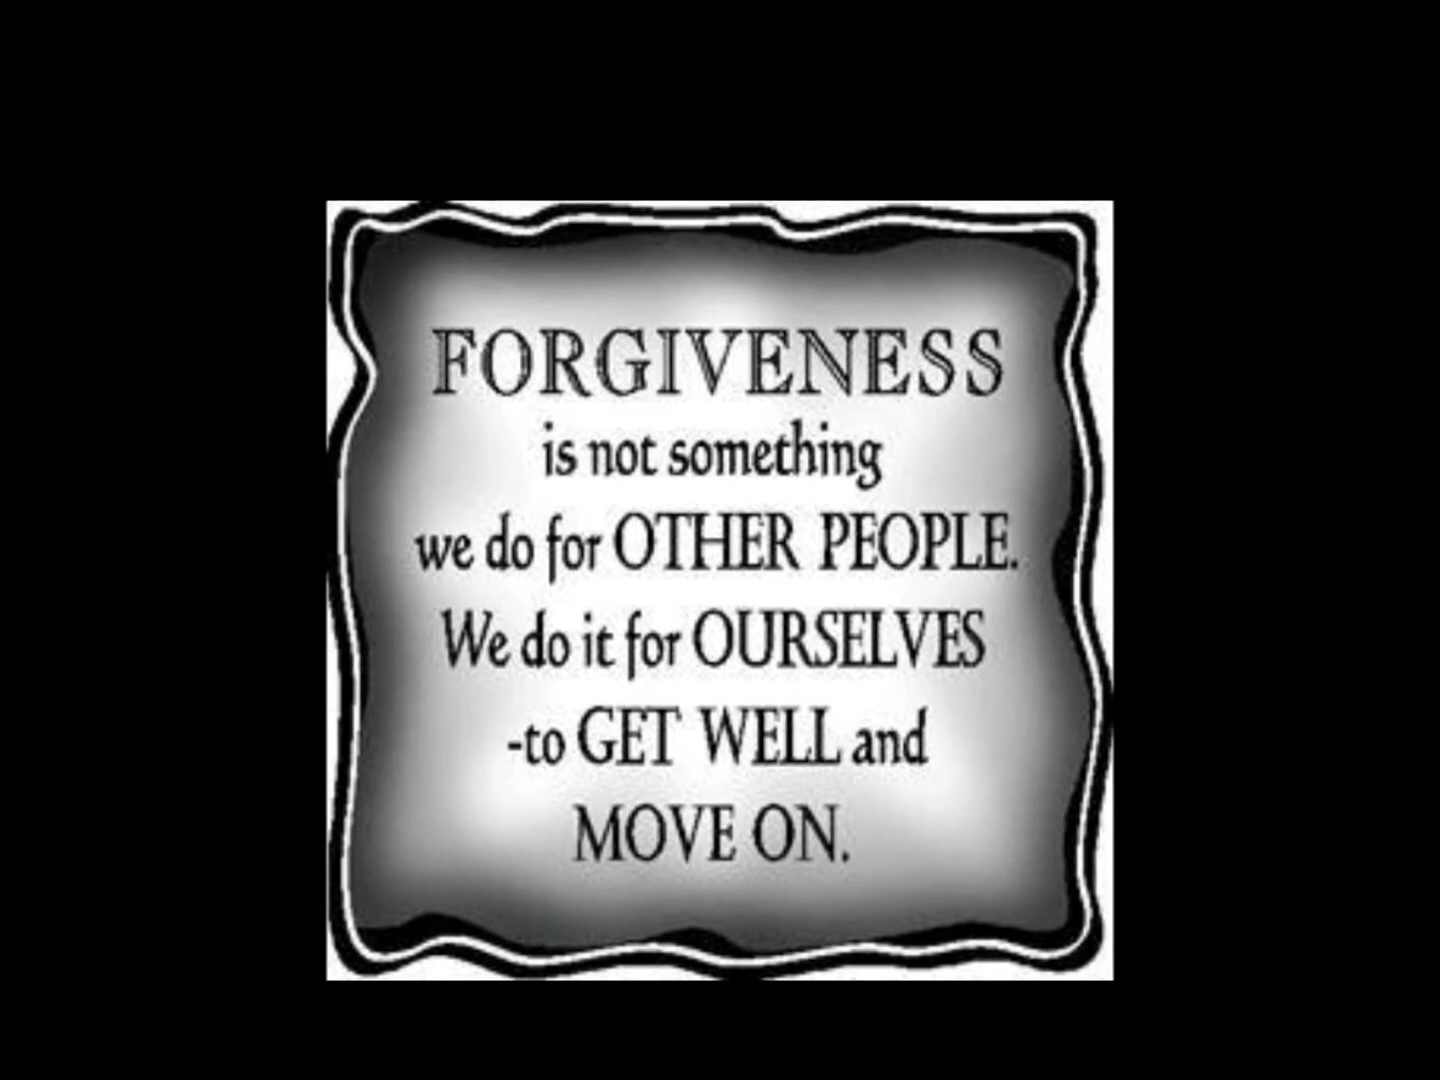 FORGIVENESS
is not something
we do for OTHER PEOPLE.
We do it for OURSELVES
-to GET WELL and
MOVE ON.